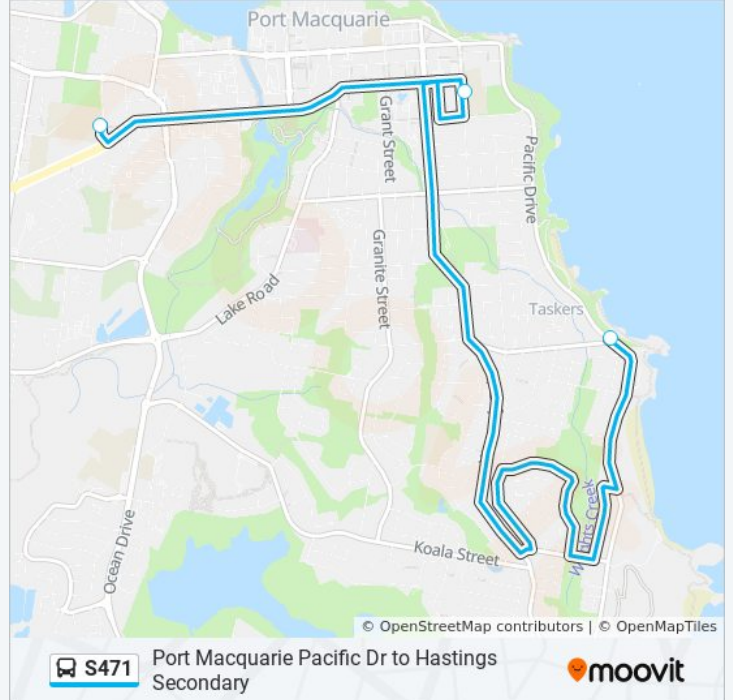 Port Macquarie
Grant Street
Pacific Drive
Granite Street
Lake Road
Taskers
Ocean Drive
Koala Street
Creek
© OpenStreetMap contributors | © OpenMapTiles
S471
Port Macquarie Pacific Dr to Hastings
Secondary
moovit